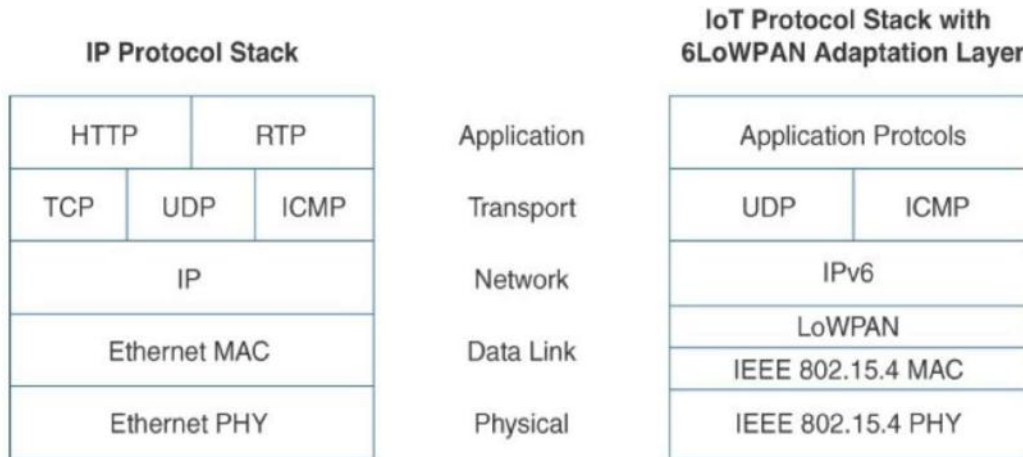 IP Protocol Stack
IoT Protocol Stack with
6LoWPAN Adaptation Layer
HTTP RTP Application Application Protcols
TCP UDP ICMP Transport UDP ICMP
IP Network IPv6
Ethernet MAC Data Link LoWPAN
IEEE 802.15.4 MAC
Ethernet PHY Physical IEEE 802.15.4 PHY